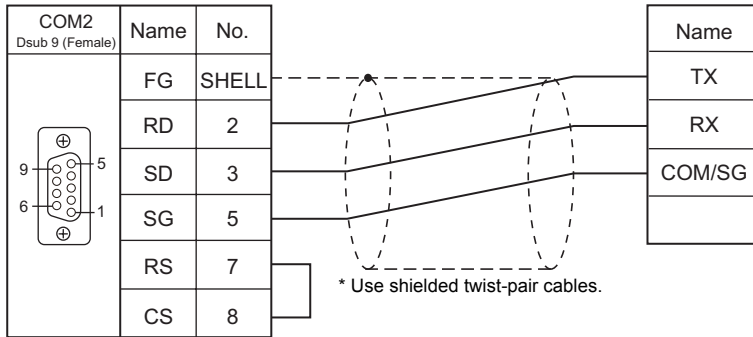 COM2
Dsub 9 (Female)
Name No.
Name
FG SHELL
TX
RD 2
RX
SD 3
COM/SG
9 5
6 1
SG 5
RS 7
* Use shielded twist-pair cables.
CS 8